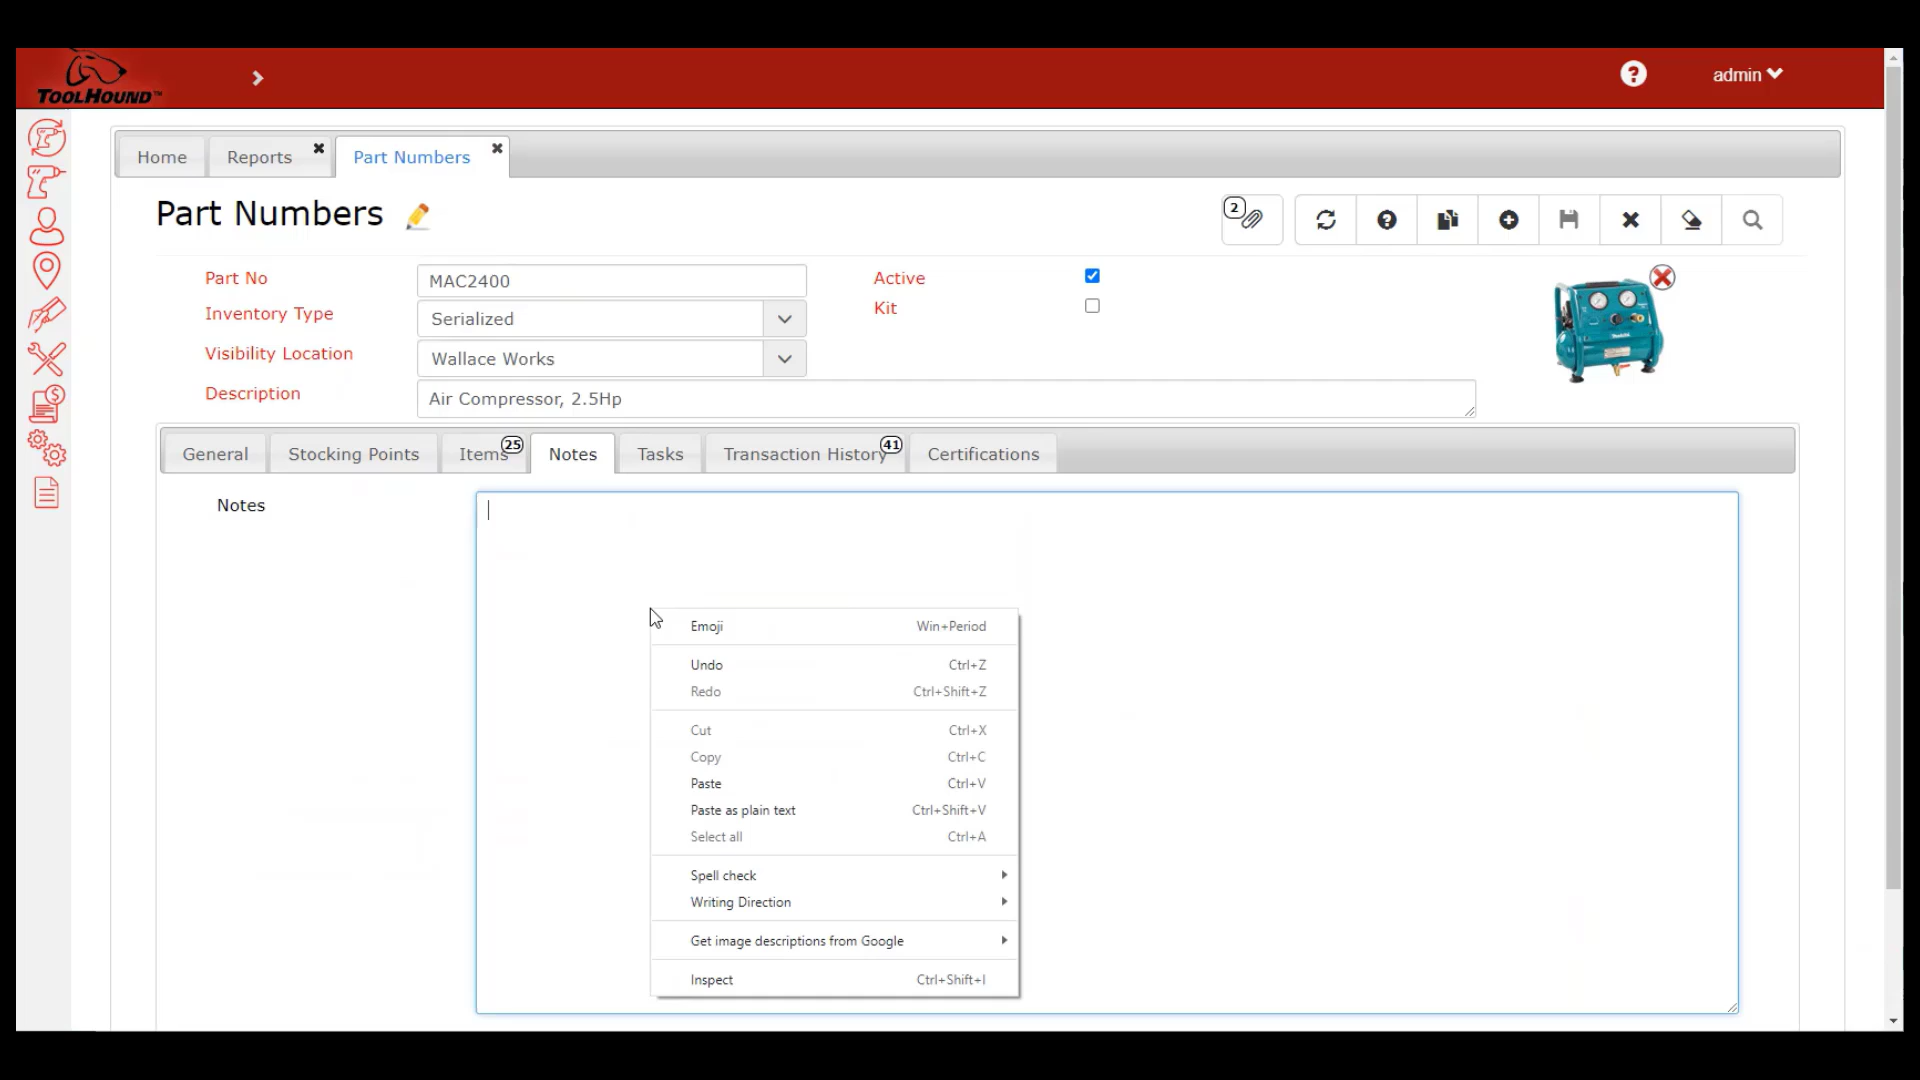 TOOLHOUND™
admin
Home
Reports
Part Numbers
Part Numbers
2
Part No
MAC2400
Active
Inventory Type
Serialized
Kit
Visibility Location
Wallace Works
Description
Air Compressor, 2.5Hp
General
Stocking Points
Items
25
Notes
Tasks
Transaction History
41
Certifications
Notes
Emoji Win+Period
Undo Ctrl+Z
Redo Ctrl+Shift+Z
Cut Ctrl+X
Copy Ctrl+C
Paste Ctrl+V
Paste as plain text Ctrl+Shift+V
Select all Ctrl+A
Spell check
Writing Direction
Get image descriptions from Google
Inspect Ctrl+Shift+I